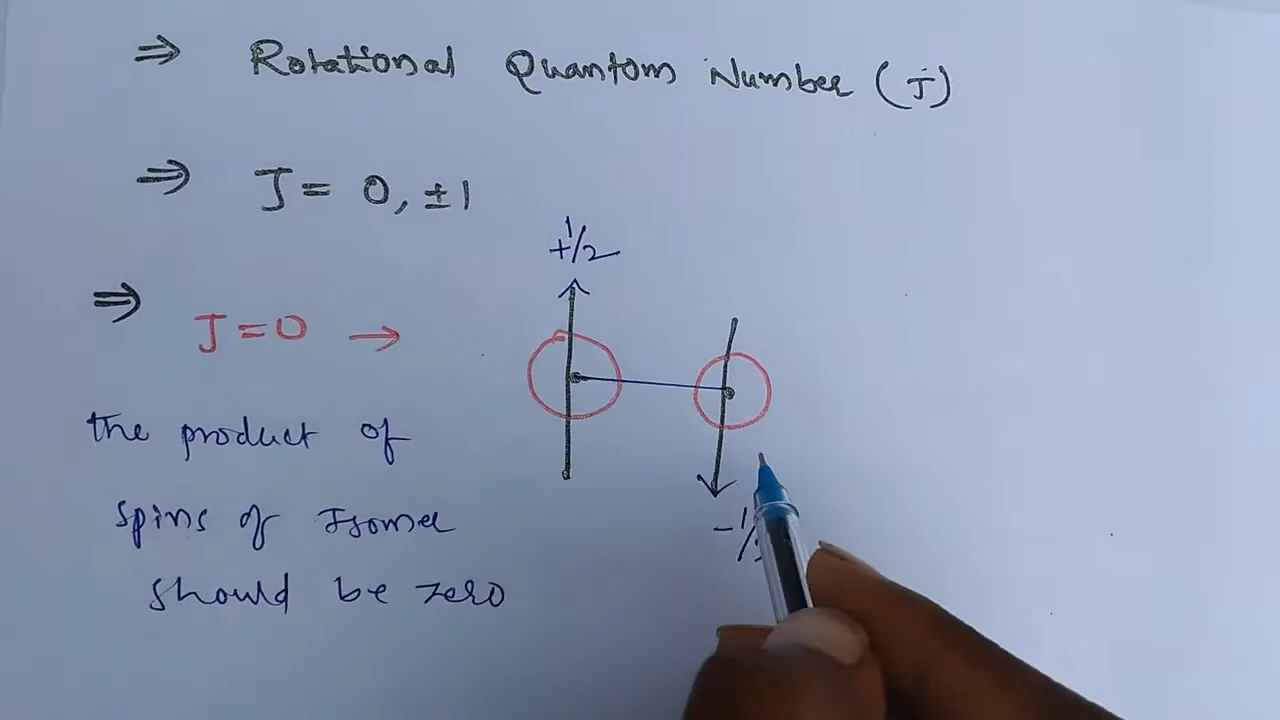 ⇒ Rotational Quantom Number (J)
⇒ J = 0, ±1
+1/2
⇒ J = 0 →
the product of
spins of Isomer
should be zero